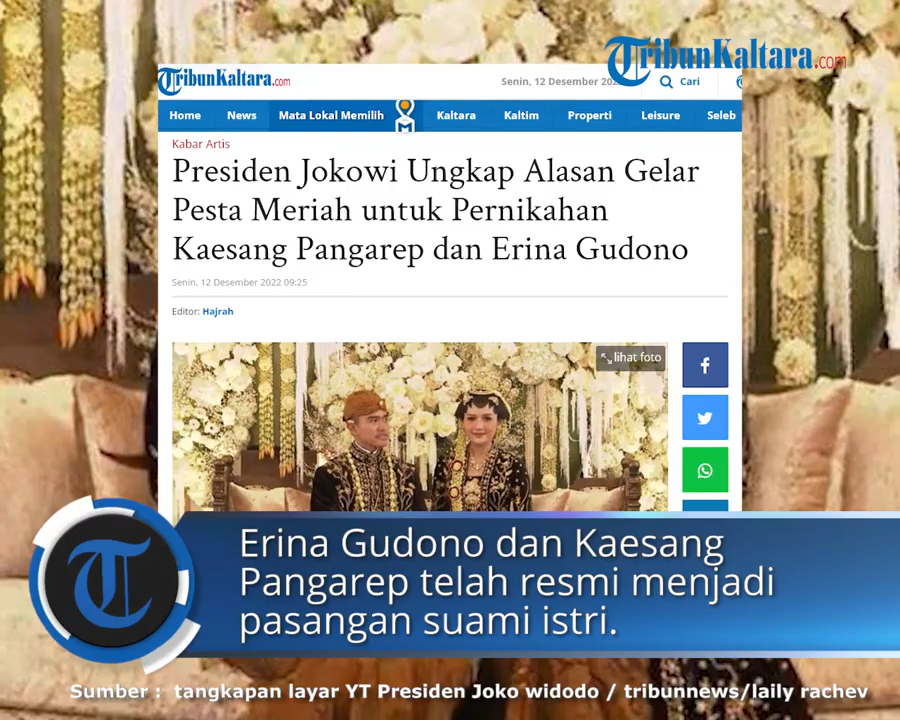 TribunKaltara.com
TribunKaltara.com
Senin, 12 Desember 20
Cari
Home News Mata Lokal Memilih Kaltara Kaltim Properti Leisure Seleb
Kabar Artis
Presiden Jokowi Ungkap Alasan Gelar
Pesta Meriah untuk Pernikahan
Kaesang Pangarep dan Erina Gudono
Senin, 12 Desember 2022 09:25
Editor: Hajrah
lihat foto
Erina Gudono dan Kaesang
Pangarep telah resmi menjadi
pasangan suami istri.
T
Sumber : tangkapan layar YT Presiden Joko widodo / tribunnews/laily rachev